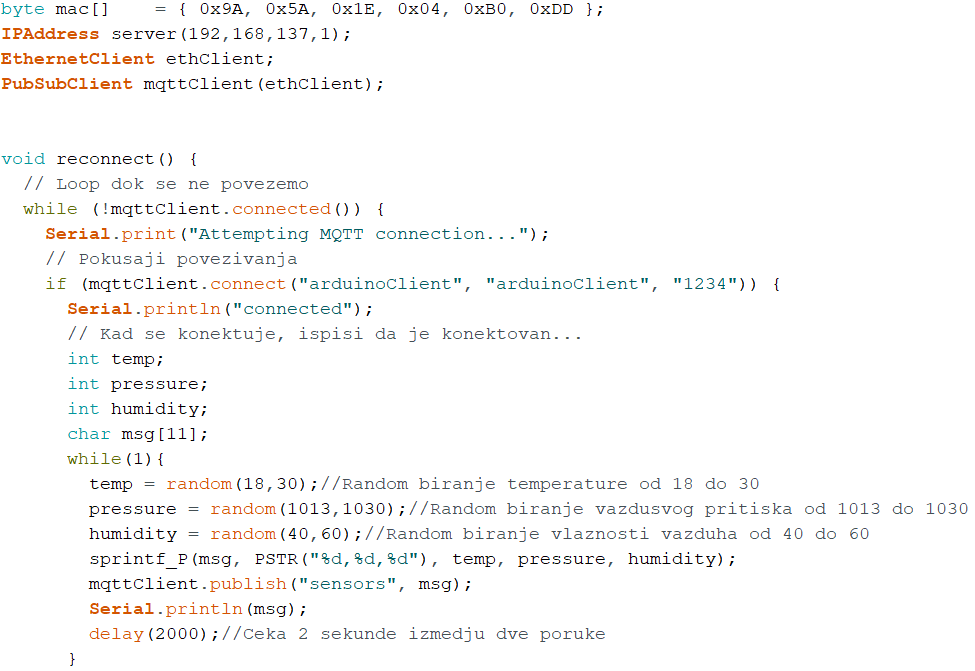 byte mac[]    = { 0x9A, 0x5A, 0x1E, 0x04, 0xB0, 0xDD };
IPAddress server(192,168,137,1);
EthernetClient ethClient;
PubSubClient mqttClient(ethClient);
void reconnect() {
  // Loop dok se ne povezemo
  while (!mqttClient.connected()) {
    Serial.print("Attempting MQTT connection...");
    // Pokusaji povezivanja
    if (mqttClient.connect("arduinoClient", "arduinoClient", "1234")) {
      Serial.println("connected");
      // Kad se konektuje, ispisi da je konektovan...
      int temp;
      int pressure;
      int humidity;
      char msg[11];
      while(1){
        temp = random(18,30);//Random biranje temperature od 18 do 30
        pressure = random(1013,1030);//Random biranje vazdusvog pritiska od 1013 do 1030
        humidity = random(40,60);//Random biranje vlaznosti vazduha od 40 do 60
        sprintf_P(msg, PSTR("%d,%d,%d"), temp, pressure, humidity);
        mqttClient.publish("sensors", msg);
        Serial.println(msg);
        delay(2000);//Ceka 2 sekunde izmedju dve poruke
      }